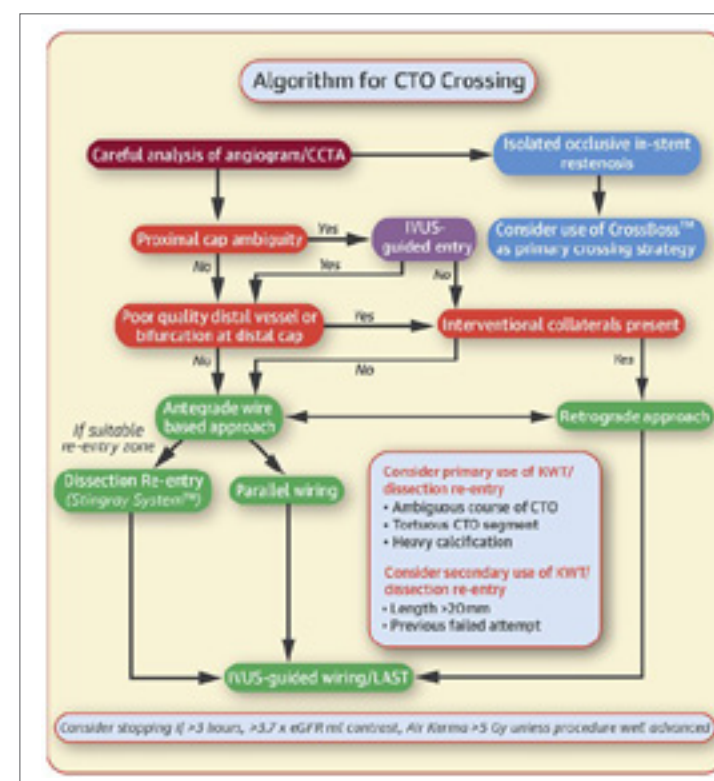 Algorithm for CTO Crossing
Careful analysis of angiogram/CCTA
Isolated occlusive in-stent
restenosis
Proximal cap ambiguity
Yes
IVUS-
guided entry
Consider use of CrossBoss™
as primary crossing strategy
No
Yes
No
Poor quality distal vessel or
bifurcation at distal cap
Yes
Interventional collaterals present
No
No
Yes
Antegrade wire
based approach
Retrograde approach
If suitable
re-entry zone
Dissection Re-entry
(Stingray System™)
Parallel wiring
Consider primary use of KWT/
dissection re-entry
• Ambiguous course of CTO
• Tortuous CTO segment
• Heavy calcification
Consider secondary use of KWT/
dissection re-entry
• Length >20mm
• Previous failed attempt
IVUS-guided wiring/LAST
Consider stopping if >3 hours, >3.7 x eGFR ml contrast, Air Kerma >5 Gy unless procedure well advanced